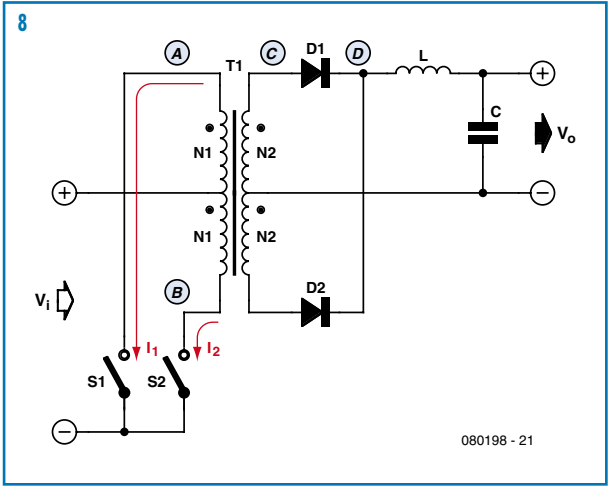 8
A
T1
C
D1
D
L
+
C
Vo
N1
N2
+
N1
N2
B
D2
Vi
I1
I2
S1
S2
−
−
080198 - 21